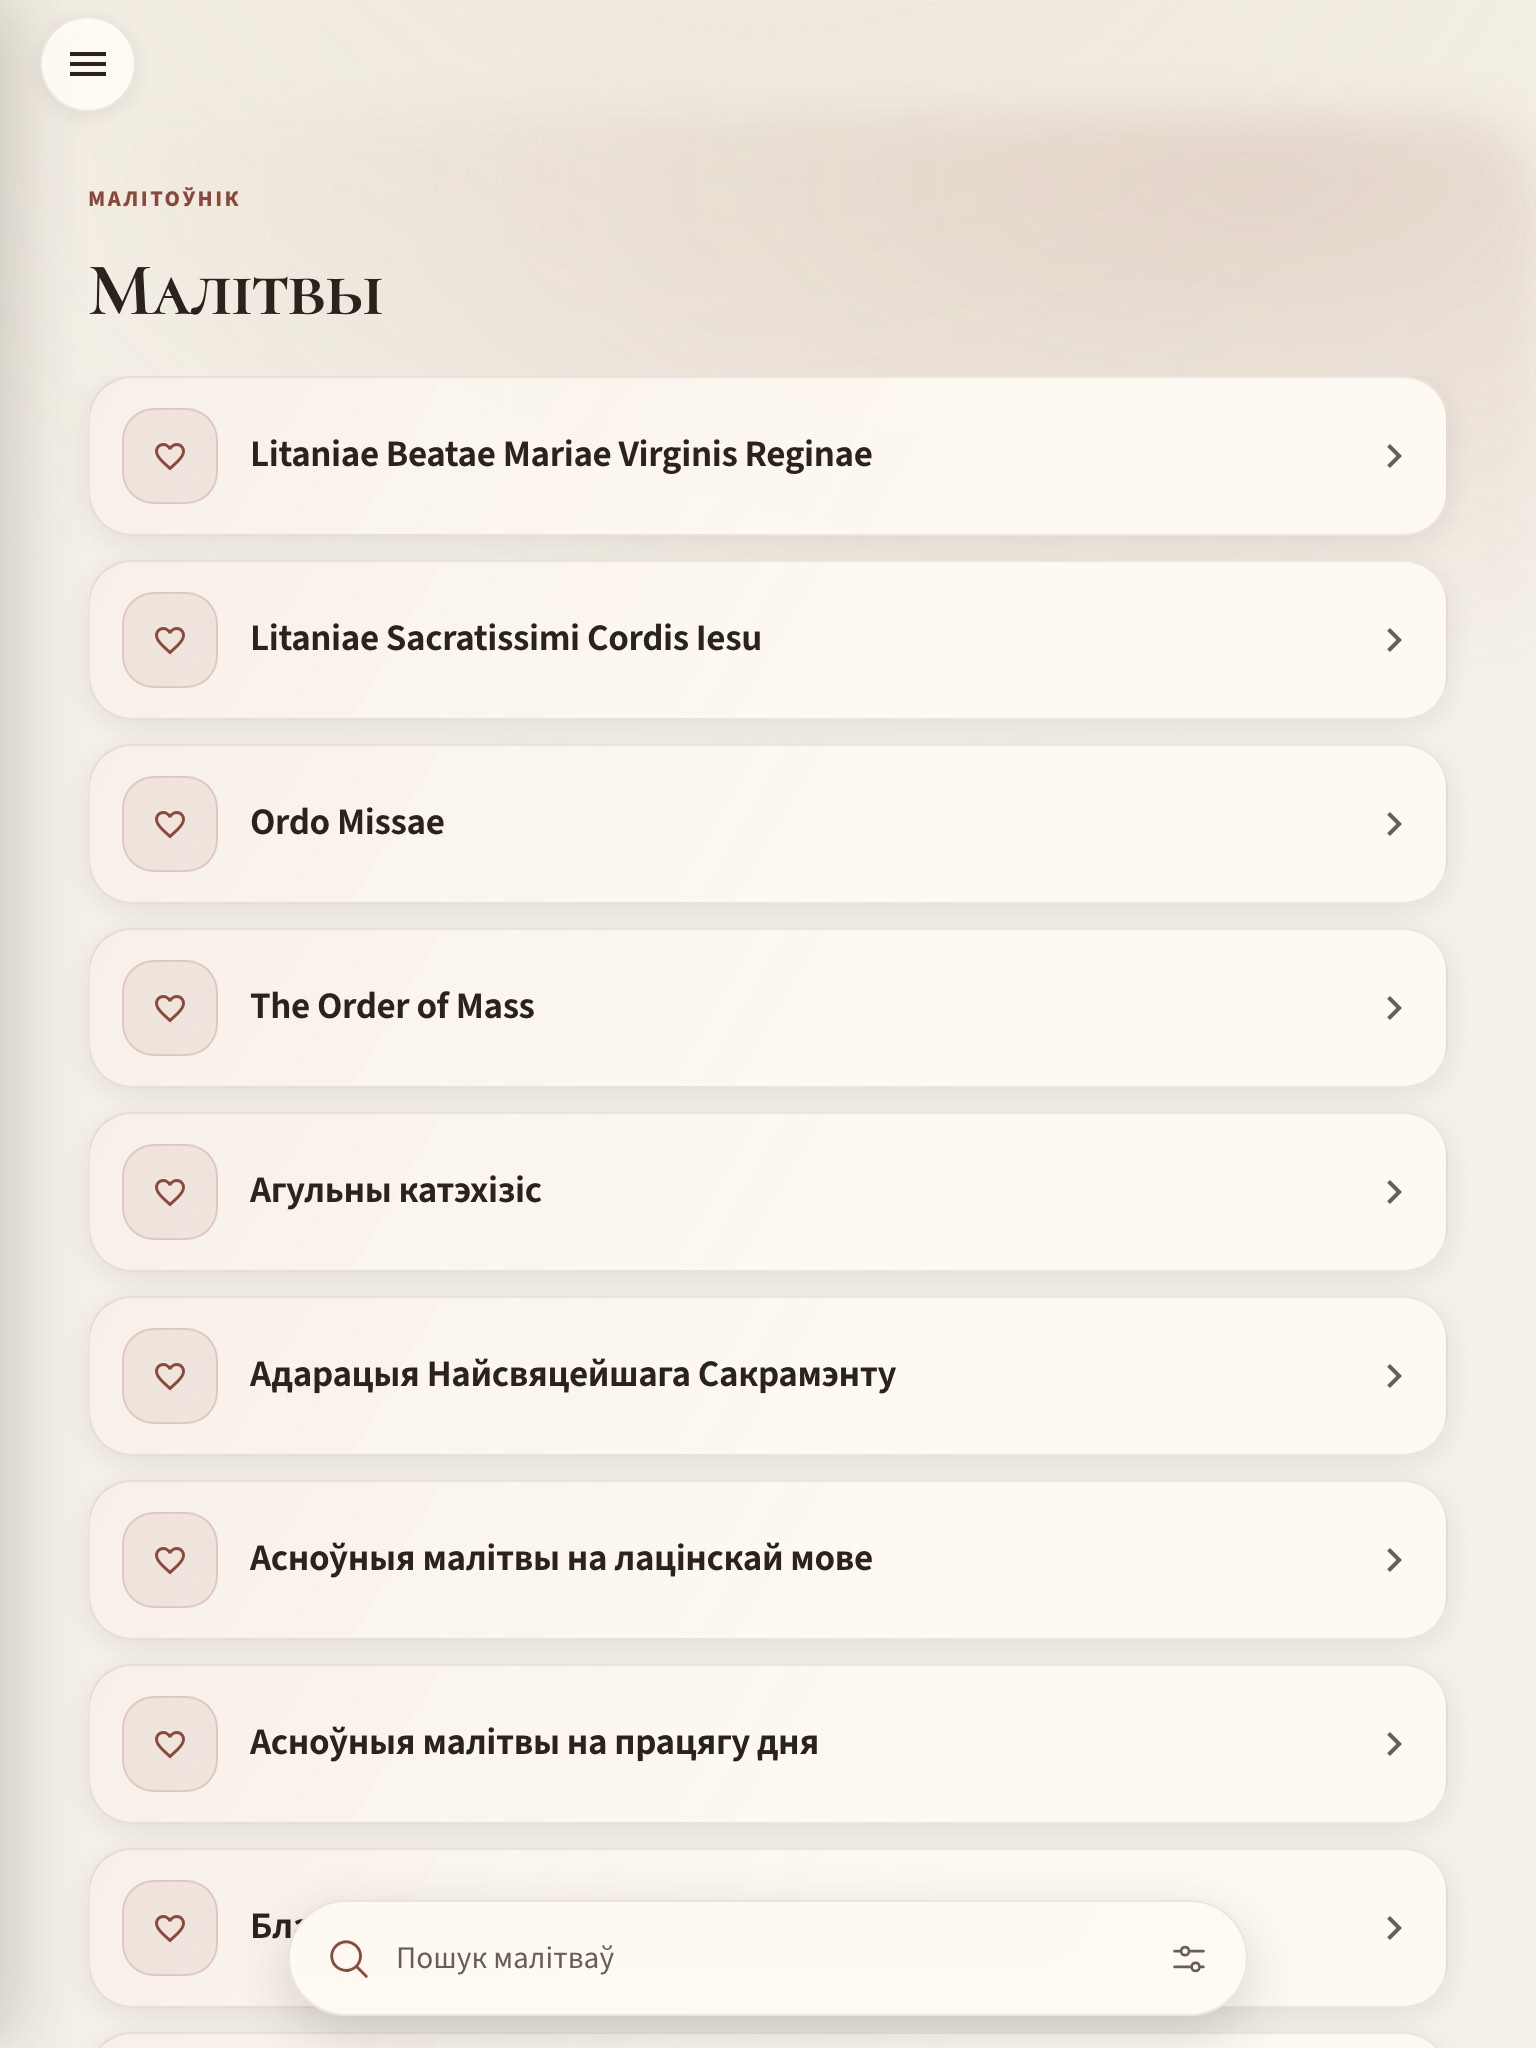 МАЛІТОЎНІК
Малітвы
Litaniae Beatae Mariae Virginis Reginae
Litaniae Sacratissimi Cordis Iesu
Ordo Missae
The Order of Mass
Агульны катэхізіс
Адарацыя Найсвяцейшага Сакрамэнту
Асноўныя малітвы на лацінскай мове
Асноўныя малітвы на працягу дня
Пошук малітваў